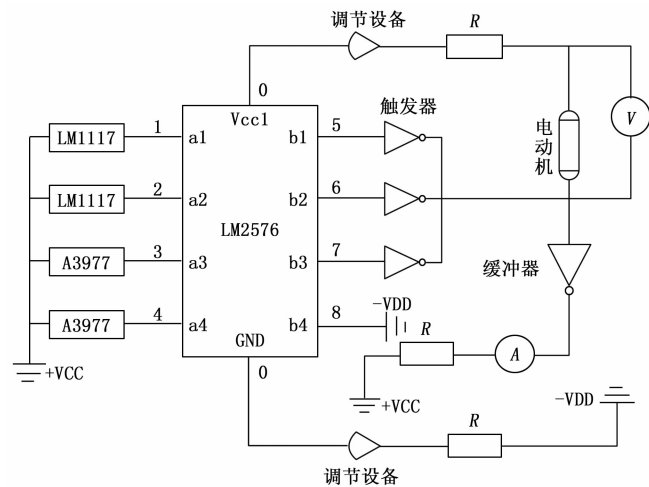 调节设备
R
0
触发器
Vcc1
V
LM1117
1
a1
b1
5
电动机
LM1117
2
a2
b2
6
LM2576
A3977
3
a3
b3
7
缓冲器
A3977
4
a4
b4
8
-VDD
R
GND
A
+VCC
0
+VCC
-VDD
R
调节设备